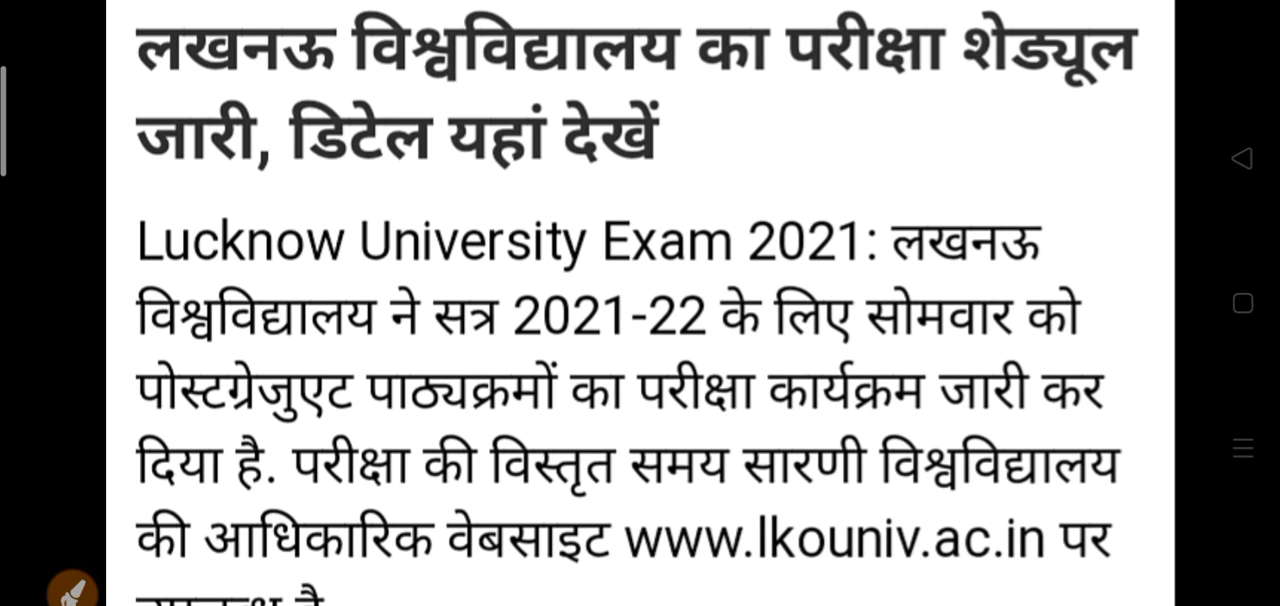 लखनऊ विश्वविद्यालय का परीक्षा शेड्यूल
जारी, डिटेल यहां देखें
Lucknow University Exam 2021: लखनऊ
विश्वविद्यालय ने सत्र 2021-22 के लिए सोमवार को
पोस्टग्रेजुएट पाठ्यक्रमों का परीक्षा कार्यक्रम जारी कर
दिया है. परीक्षा की विस्तृत समय सारणी विश्वविद्यालय
की आधिकारिक वेबसाइट www.lkouniv.ac.in पर